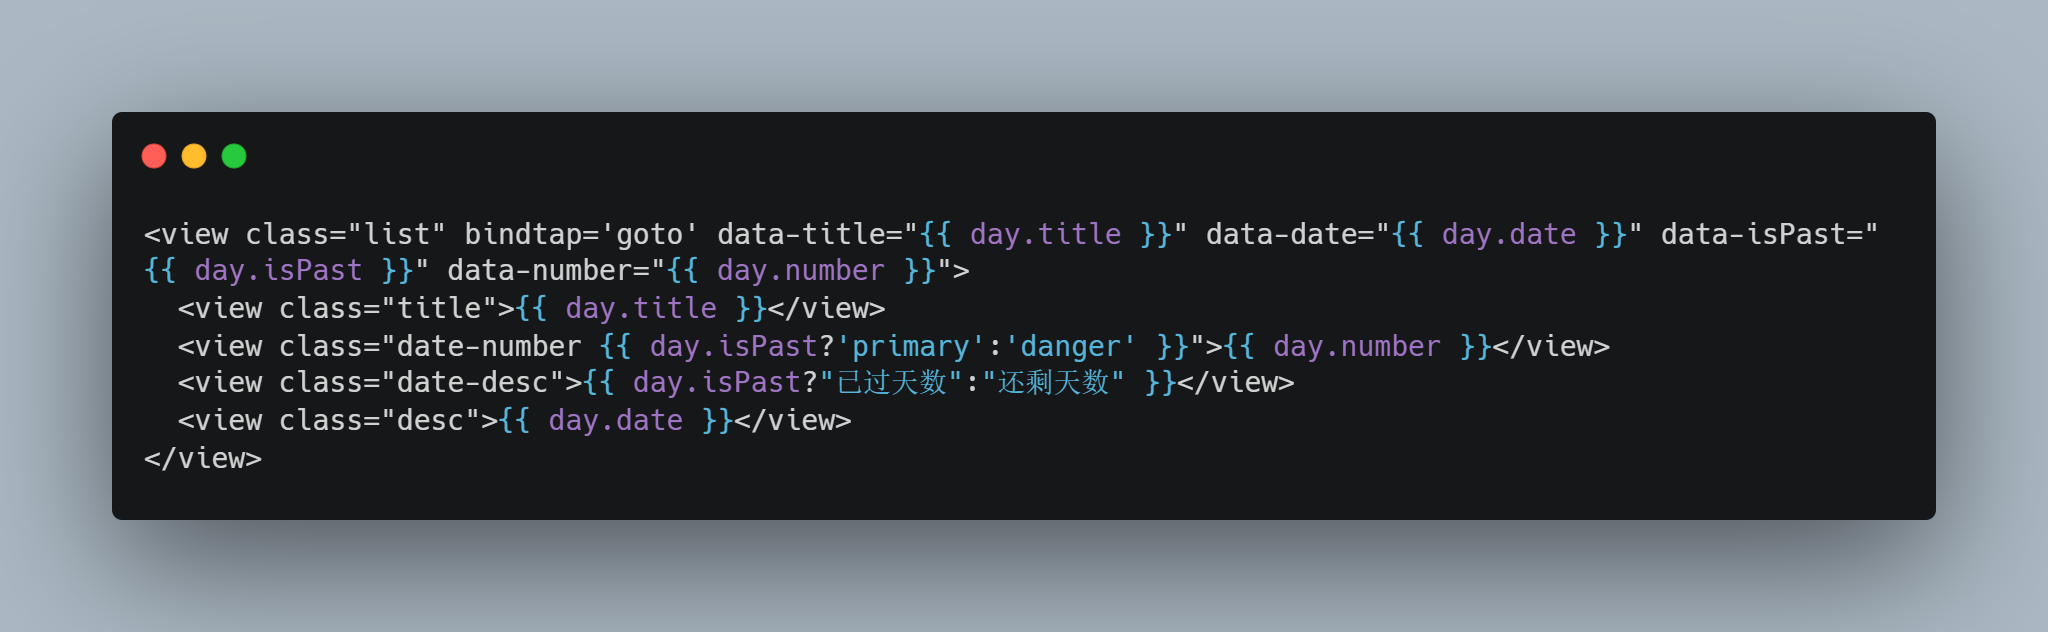 <view class="list" bindtap='goto' data-title="{{ day.title }}" data-date="{{ day.date }}" data-isPast="
{{ day.isPast }}" data-number="{{ day.number }}">
  <view class="title">{{ day.title }}</view>
  <view class="date-number {{ day.isPast?'primary':'danger' }}">{{ day.number }}</view>
  <view class="date-desc">{{ day.isPast?"已过天数":"还剩天数" }}</view>
  <view class="desc">{{ day.date }}</view>
</view>